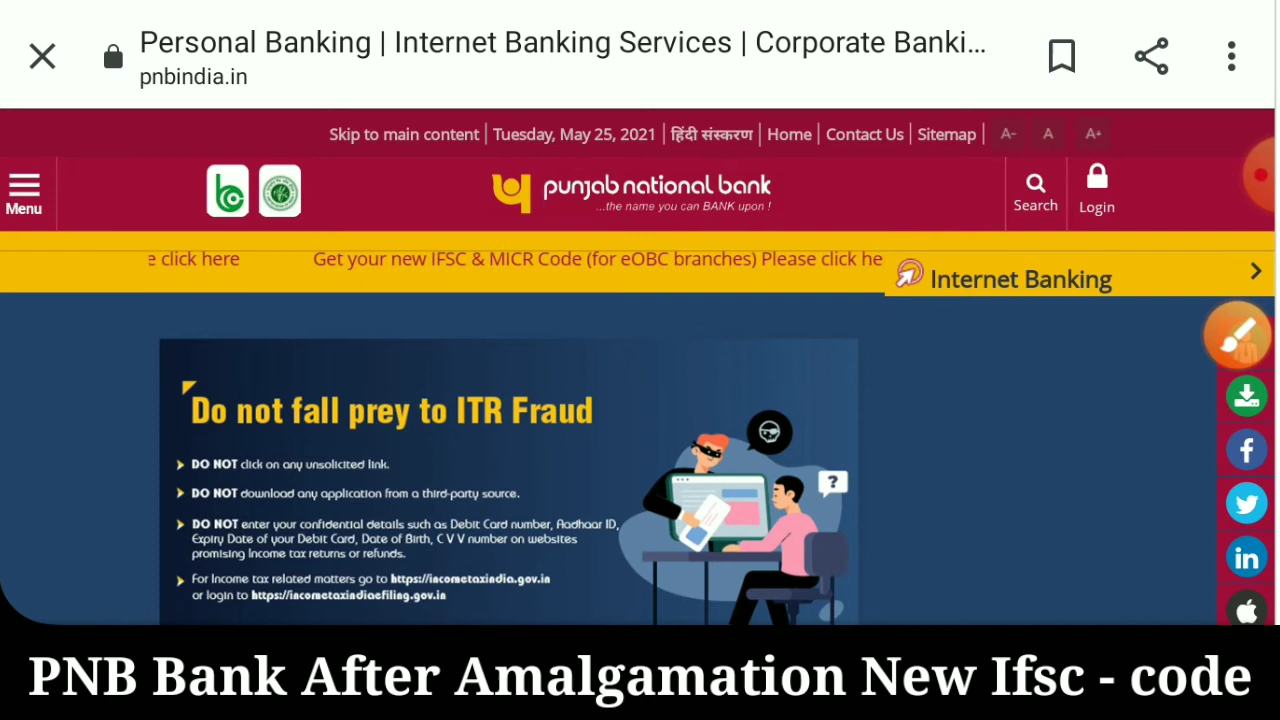 Personal Banking | Internet Banking Services | Corporate Banki...
pnbindia.in
Skip to main content | Tuesday, May 25, 2021 | हिंदी संस्करण | Home | Contact Us | Sitemap | A- A A+
Menu
punjab national bank
...the name you can BANK upon !
Search
Login
e click here Get your new IFSC & MICR Code (for eOBC branches) Please click he
Internet Banking
Do not fall prey to ITR Fraud
DO NOT click on any unsolicited link.
DO NOT download any application from a third-party source.
DO NOT enter your confidential details such as Debit Card number, Aadhaar ID,
Expiry Date of your Debit Card, Date of Birth, C V V number on websites
promising Income tax returns or refunds.
For Income tax related matters go to https://incometaxindia.gov.in
or login to https://incometaxindiaefiling.gov.in
?
PNB Bank After Amalgamation New Ifsc - code